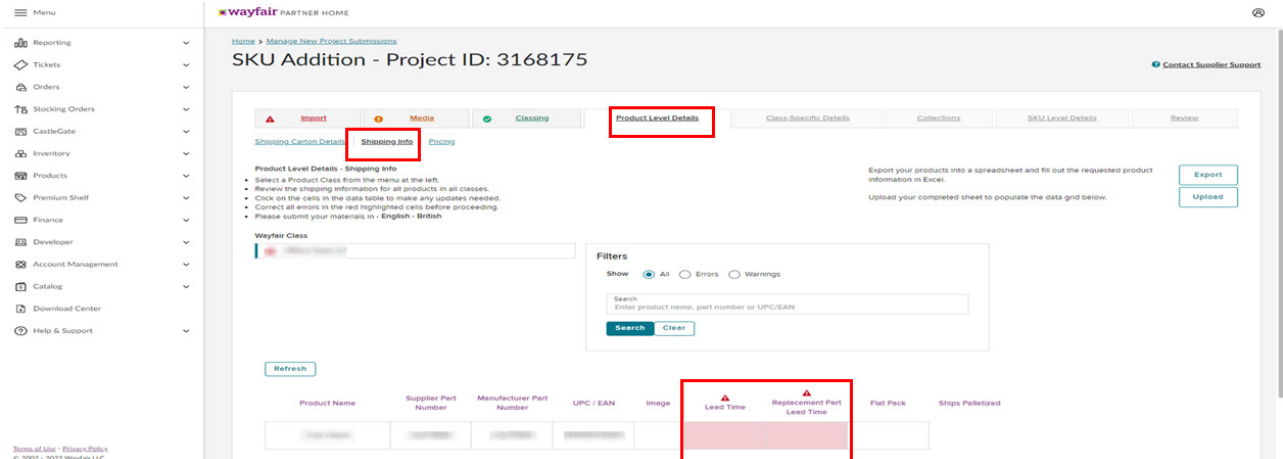 Menu
wayfair PARTNER HOME
Reporting
Tickets
Orders
Stocking Orders
CastleGate
Inventory
Products
Premium Shelf
Finance
Developer
Account Management
Catalog
Download Center
Help & Support
Terms of Use - Privacy Policy
© 2002 - 2022 Wayfair LLC
Home > Manage New Project Submissions
SKU Addition - Project ID: 3168175
Contact Supplier Support
Import
Media
Classing
Product Level Details
Class-Specific Details
Collections
SKU Level Details
Review
Shipping Carton Details
Shipping Info
Pricing
Product Level Details - Shipping Info
• Select a Product Class from the menu at the left.
• Review the shipping information for all products in all classes.
• Click on the cells in the data table to make any updates needed.
• Correct all errors in the red highlighted cells before proceeding.
• Please submit your materials in - English - British
Export your products into a spreadsheet and fill out the requested product
information in Excel.
Export
Upload your completed sheet to populate the data grid below.
Upload
Wayfair Class
Filters
Show All Errors Warnings
Search
Enter product name, part number or UPC/EAN
Search Clear
Refresh
Product Name
Supplier Part
Number
Manufacturer Part
Number
UPC / EAN
Image
Lead Time
Replacement Part
Lead Time
Flat Pack
Ships Palletized